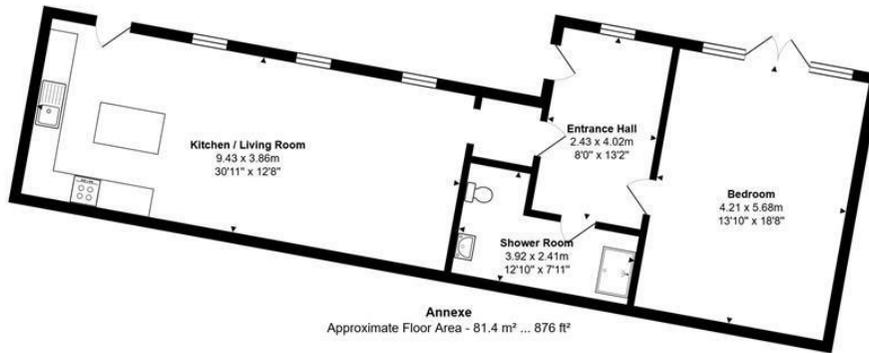 Kitchen / Living Room
9.43 x 3.86m
30'11" x 12'8"
Entrance Hall
2.43 x 4.02m
8'0" x 13'2"
Bedroom
4.21 x 5.68m
13'10" x 18'8"
Shower Room
3.92 x 2.41m
12'10" x 7'11"
Annexe
Approximate Floor Area - 81.4 m² ... 876 ft²